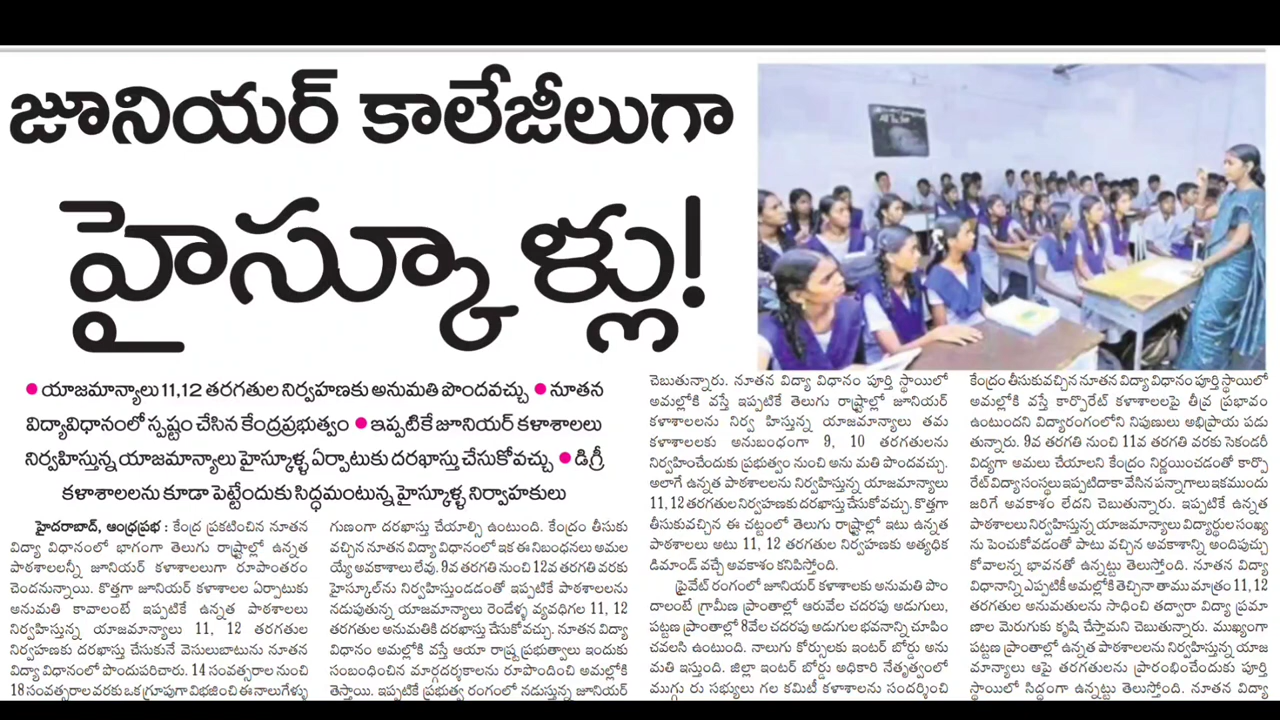 జూనియర్ కాలేజీలుగా
హైస్కూళ్లు!
● యాజమాన్యాలు 11,12 తరగతుల నిర్వహణకు అనుమతి పొందవచ్చు ● నూతన
విద్యావిధానంలో స్పష్టం చేసిన కేంద్రప్రభుత్వం ● ఇప్పటికే జూనియర్ కళాశాలలు
నిర్వహిస్తున్న యాజమాన్యాలు హైస్కూళ్ళ ఏర్పాటుకు దరఖాస్తు చేసుకోవచ్చు ● డిగ్రీ
కళాశాలలను కూడా పెట్టేందుకు సిద్ధమంటున్న హైస్కూళ్ళ నిర్వాహకులు
హైదరాబాద్, ఆంధ్రప్రభ : కేంద్ర ప్రకటించిన నూతన
విద్యా విధానంలో భాగంగా తెలుగు రాష్ట్రాల్లో ఉన్నత
పాఠశాలలన్నీ జూనియర్ కళాశాలలుగా రూపాంతరం
చెందనున్నాయి. కొత్తగా జూనియర్ కళాశాలల ఏర్పాటుకు
అనుమతి కావాలంటే ఇప్పటికే ఉన్నత పాఠశాలలు
నిర్వహిస్తున్న యాజమాన్యాలు 11, 12 తరగతుల
నిర్వహణకు దరఖాస్తు చేసుకునే వెసులుబాటును నూతన
విద్యా విధానంలో పొందుపరిచారు. 14 సంవత్సరాల నుంచి
18 సంవత్సరాల వరకు ఒక గ్రూపుగా విభజించి ఈ నాలుగేళ్ళు
గుణంగా దరఖాస్తు చేయాల్సి ఉంటుంది. కేంద్రం తీసుకు
వచ్చిన నూతన విద్యా విధానంలో ఇక ఈ నిబంధనలు అమల
య్యే అవకాశాలు లేవు. 9వ తరగతి నుంచి 12వ తరగతి వరకు
హైస్కూల్‌ను నిర్వహిస్తుండడంతో ఇప్పటికే పాఠశాలలను
నడుపుతున్న యాజమాన్యాలు రెండేళ్ళ వ్యవధిగల 11, 12
తరగతుల అనుమతికి దరఖాస్తు చేసుకోవచ్చు. నూతన విద్యా
విధానం అమల్లోకి వస్తే ఆయా రాష్ట్ర ప్రభుత్వాలు ఇందుకు
సంబంధించిన మార్గదర్శకాలను రూపొందించి అమల్లోకి
తెస్తాయి. ఇప్పటికే ప్రభుత్వ రంగంలో నడుస్తున్న జూనియర్
చెబుతున్నారు. నూతన విద్యా విధానం పూర్తి స్థాయిలో
అమల్లోకి వస్తే ఇప్పటికే తెలుగు రాష్ట్రాల్లో జూనియర్
కళాశాలలను నిర్వ హిస్తున్న యాజమాన్యాలు తమ
కళాశాలలకు అనుబంధంగా 9, 10 తరగతులను
నిర్వహించేందుకు ప్రభుత్వం నుంచి అను మతి పొందవచ్చు.
అలాగే ఉన్నత పాఠశాలలను నిర్వహిస్తున్న యాజమాన్యాలు
11, 12 తరగతుల నిర్వహణకు దరఖాస్తు చేసుకోవచ్చు. కొత్తగా
తీసుకువచ్చిన ఈ చట్టంలో తెలుగు రాష్ట్రాల్లో ఇటు ఉన్నత
పాఠశాలలు అటు 11, 12 తరగతుల నిర్వహణకు అత్యధిక
డిమాండ్ వచ్చే అవకాశం కనిపిస్తోంది.
ప్రైవేట్ రంగంలో జూనియర్ కళాశాలకు అనుమతి పొం
దాలంటే గ్రామీణ ప్రాంతాల్లో ఆరువేల చదరపు అడుగులు,
పట్టణ ప్రాంతాల్లో 8వేల చదరపు అడుగుల భవనాన్ని చూపిం
చవలసి ఉంటుంది. నాలుగు కోర్సులకు ఇంటర్ బోర్డు అను
మతి ఇస్తుంది. జిల్లా ఇంటర్ బోర్డు అధికారి నేతృత్వంలో
ముగ్గు రు సభ్యులు గల కమిటీ కళాశాలను సందర్శించి
కేంద్రం తీసుకువచ్చిన నూతన విద్యా విధానం పూర్తిస్థాయిలో
అమల్లోకి వస్తే కార్పొరేట్ కళాశాలలపై తీవ్ర ప్రభావం
ఉంటుందని విద్యారంగంలోని నిపుణులు అభిప్రాయ పడు
తున్నారు. 9వ తరగతి నుంచి 11వ తరగతి వరకు సెకండరీ
విద్యగా అమలు చేయాలని కేంద్రం నిర్ణయించడంతో కార్పొ
రేట్ విద్యా సంస్థలు ఇప్పటిదాకా వేసిన పన్నాగాలు ఇకముందు
జరిగే అవకాశం లేదని చెబుతున్నారు. ఇప్పటికే ఉన్నత
పాఠశాలలు నిర్వహిస్తున్న యాజమాన్యాలు విద్యార్థుల సంఖ్య
ను పెంచుకోవడంతో పాటు వచ్చిన అవకాశాన్ని అందిపుచ్చు
కోవాలన్న భావనతో ఉన్నట్టు తెలుస్తోంది. నూతన విద్యా
విధానాన్ని ఎప్పటికీ అమల్లోకి తెచ్చినా తాము మాత్రం 11, 12
తరగతుల అనుమతులను సాధించి తద్వారా విద్యా ప్రమా
ణాల మెరుగుకు కృషి చేస్తామని చెబుతున్నారు. ముఖ్యంగా
పట్టణ ప్రాంతాల్లో ఉన్నత పాఠశాలలను నిర్వహిస్తున్న యాజ
మాన్యాలు ఆపై తరగతులను ప్రారంభించేందుకు పూర్తి
స్థాయిలో సిద్ధంగా ఉన్నట్టు తెలుస్తోంది. నూతన విద్యా